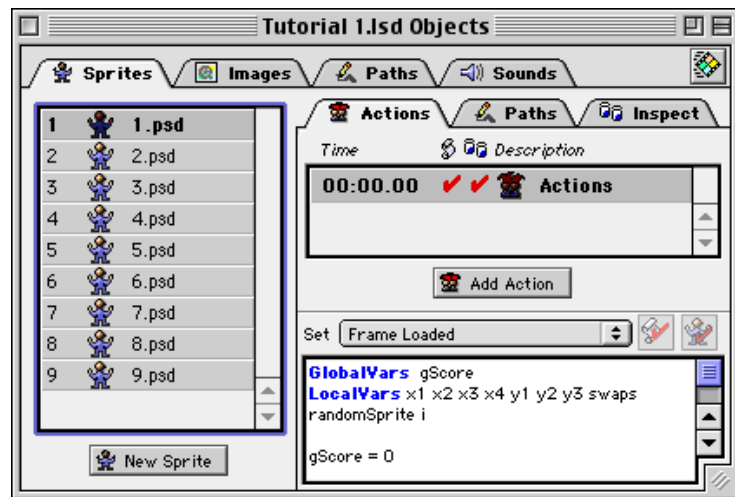 Tutorial 1.lsd Objects
Sprites Images Paths Sounds
1 1.psd
2 2.psd
3 3.psd
4 4.psd
5 5.psd
6 6.psd
7 7.psd
8 8.psd
9 9.psd
New Sprite
Actions Paths Inspect
Time Description
00:00.00 Actions
Add Action
Set Frame Loaded
GlobalVars gScore
LocalVars x1 x2 x3 x4 y1 y2 y3 swaps
randomSprite i
gScore = 0